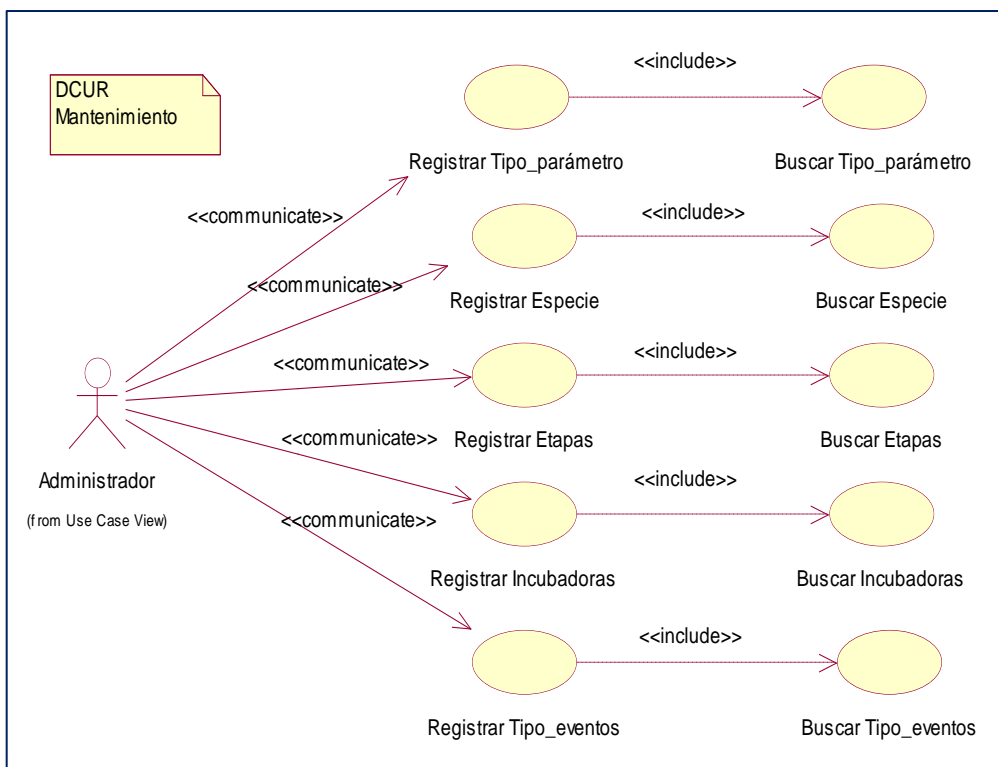 DCUR
Mantenimiento
<<include>>
Registrar Tipo_parámetro
Buscar Tipo_parámetro
<<communicate>>
<<include>>
<<communicate>>
Registrar Especie
Buscar Especie
<<include>>
<<communicate>>
Registrar Etapas
Buscar Etapas
<<communicate>>
Administrador
(from Use Case View)
<<include>>
<<communicate>>
Registrar Incubadoras
Buscar Incubadoras
<<include>>
Registrar Tipo_eventos
Buscar Tipo_eventos